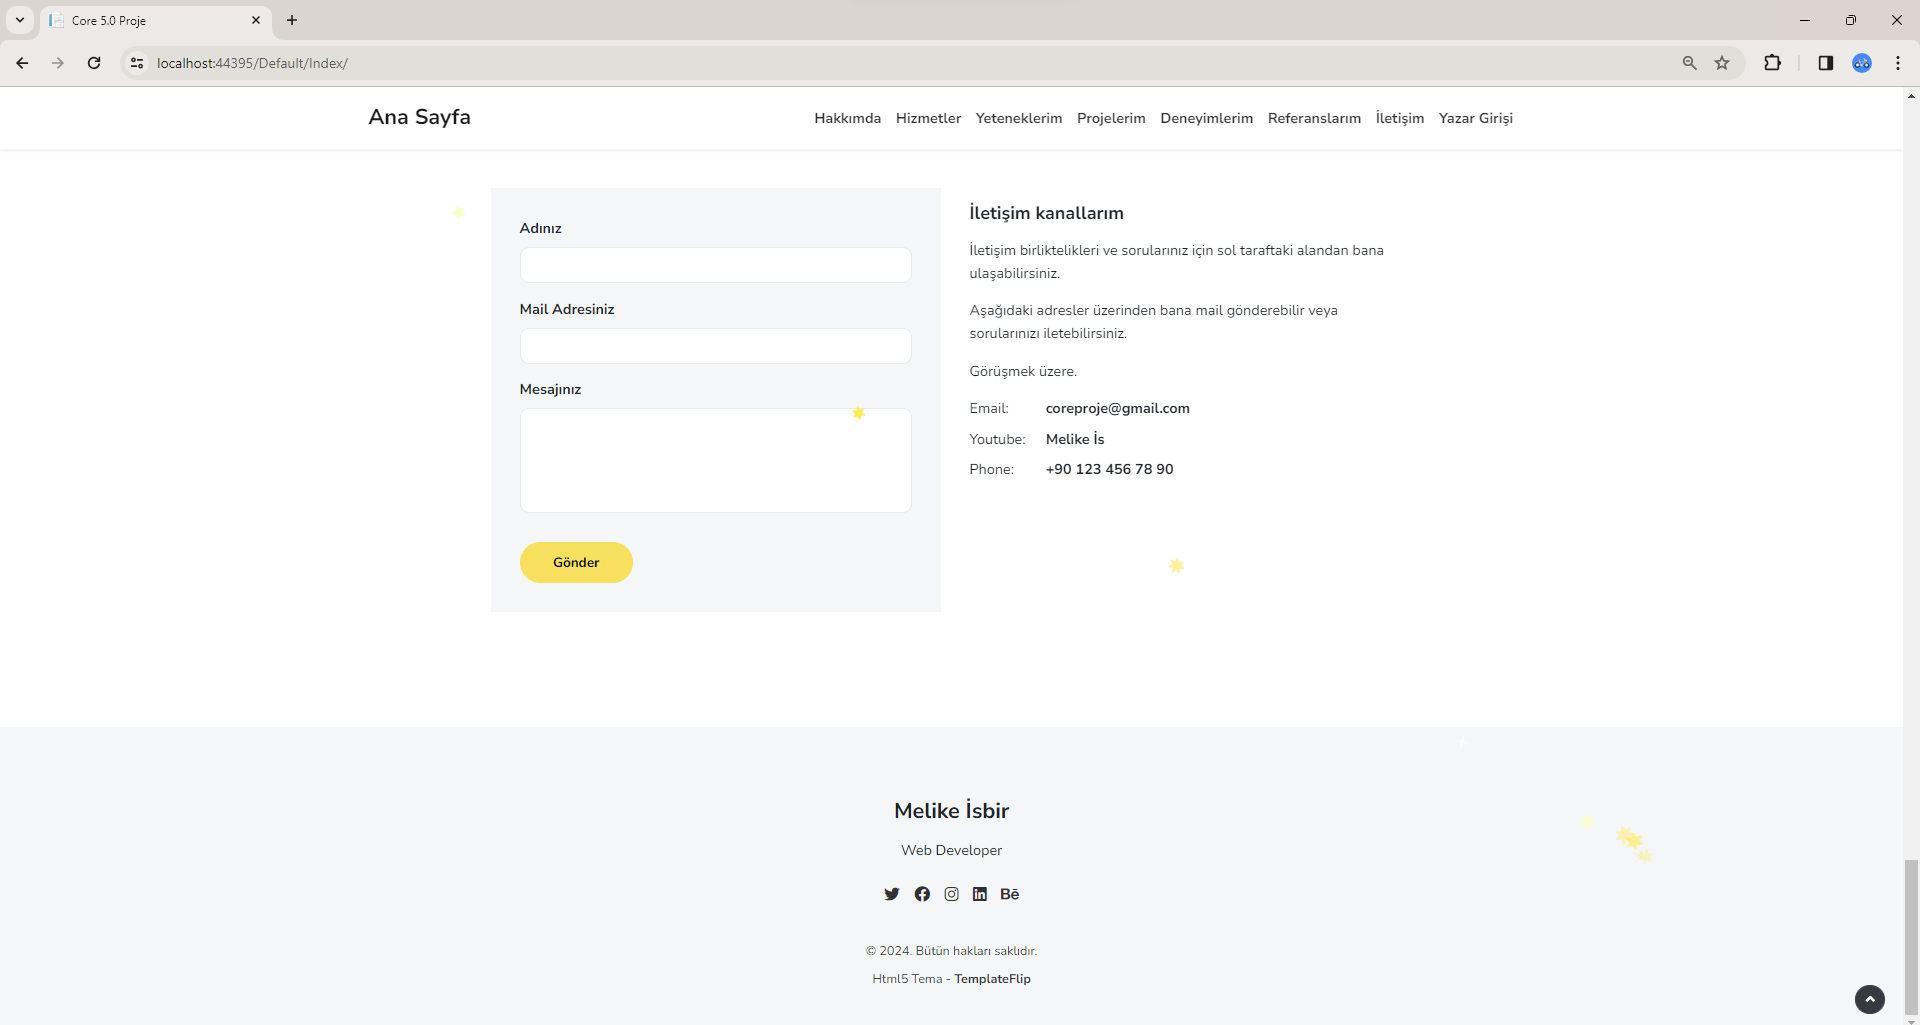 Core 5.0 Proje
localhost:44395/Default/Index/
Ana Sayfa
Hakkımda Hizmetler Yeteneklerim Projelerim Deneyimlerim Referanslarım İletişim Yazar Girişi
Adınız
Mail Adresiniz
Mesajınız
Gönder
İletişim kanallarım
İletişim birliktelikleri ve sorularınız için sol taraftaki alandan bana
ulaşabilirsiniz.
Aşağıdaki adresler üzerinden bana mail gönderebilir veya
sorularınızı iletebilirsiniz.
Görüşmek üzere.
Email: coreproje@gmail.com
Youtube: Melike İs
Phone: +90 123 456 78 90
Melike İsbir
Web Developer
Bē
© 2024. Bütün hakları saklıdır.
Html5 Tema - TemplateFlip